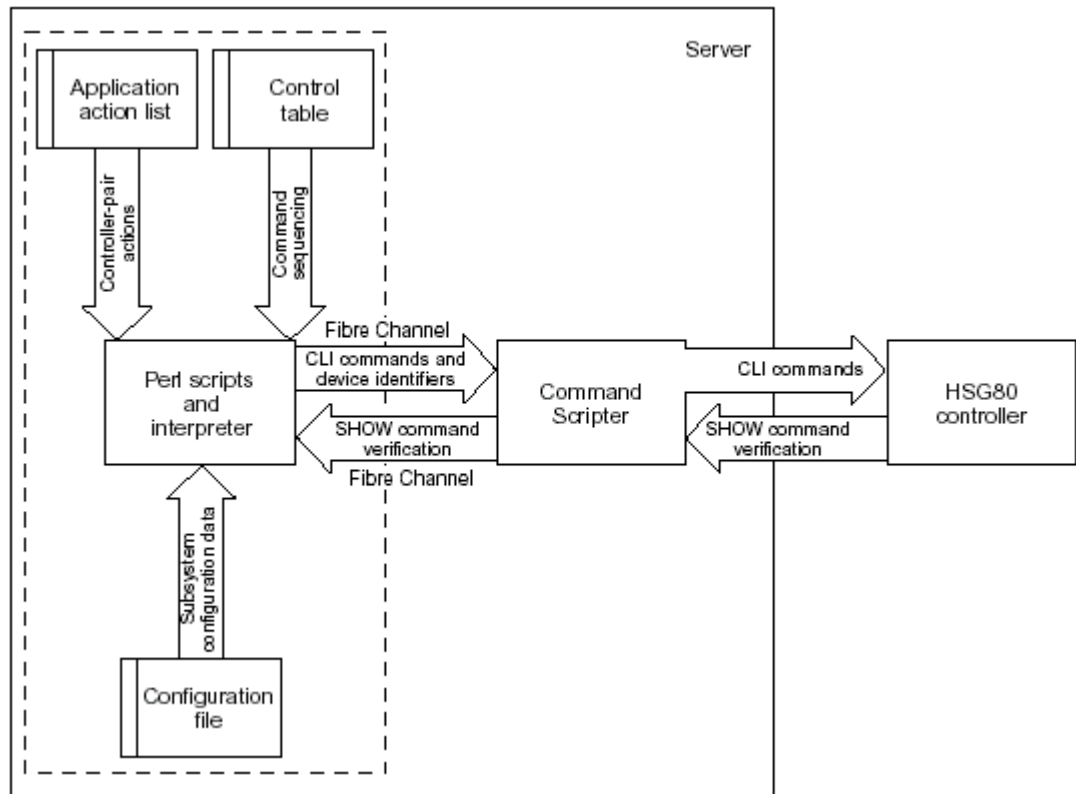 Server
Application
action list
Control
table
Controller-pair
actions
Command
sequencing
Fibre Channel
CLI commands and
device identifiers
CLI commands
Perl scripts
and
interpreter
Command
Scripter
HSG80
controller
SHOW command
verification
SHOW command
verification
Fibre Channel
Subsystem
configuration data
Configuration
file